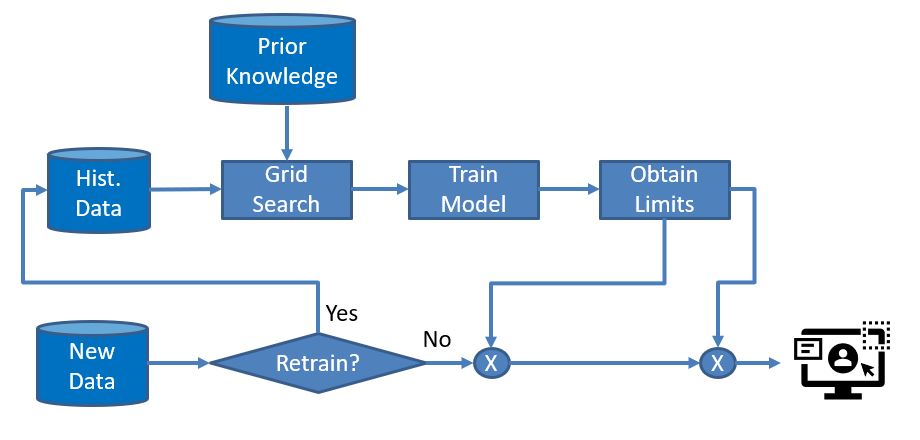 Prior
Knowledge
Hist.
Data
Grid
Search
Train
Model
Obtain
Limits
Yes
No
New
Data
Retrain?
X
X